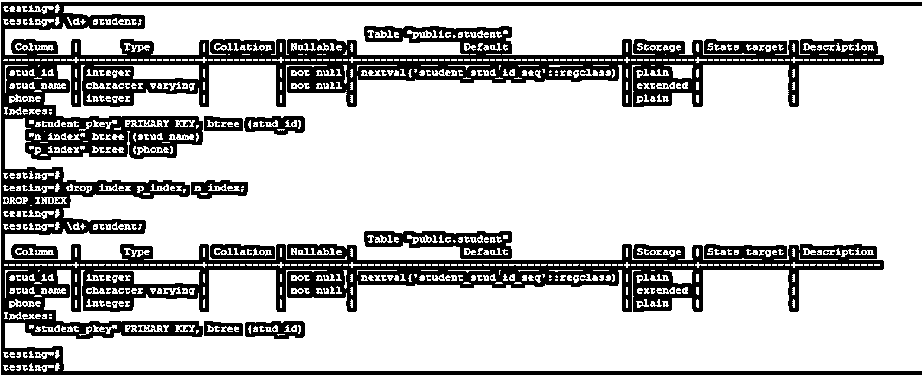 testing=#
testing=# \d+ student;
Table "public.student"
Column | Type | Collation | Nullable | Default | Storage | Stats target | Description
stud_id | integer | | not null | nextval('student_stud_id_seq'::regclass) | plain | |
stud_name | character varying | | not null | | extended | |
phone | integer | | | | plain | |
Indexes:
"student_pkey" PRIMARY KEY, btree (stud_id)
"n_index" btree (stud_name)
"p_index" btree (phone)
testing=#
testing=# drop index p_index, n_index;
DROP INDEX
testing=#
testing=# \d+ student;
Table "public.student"
Column | Type | Collation | Nullable | Default | Storage | Stats target | Description
stud_id | integer | | not null | nextval('student_stud_id_seq'::regclass) | plain | |
stud_name | character varying | | not null | | extended | |
phone | integer | | | | plain | |
Indexes:
"student_pkey" PRIMARY KEY, btree (stud_id)
testing=#
testing=#